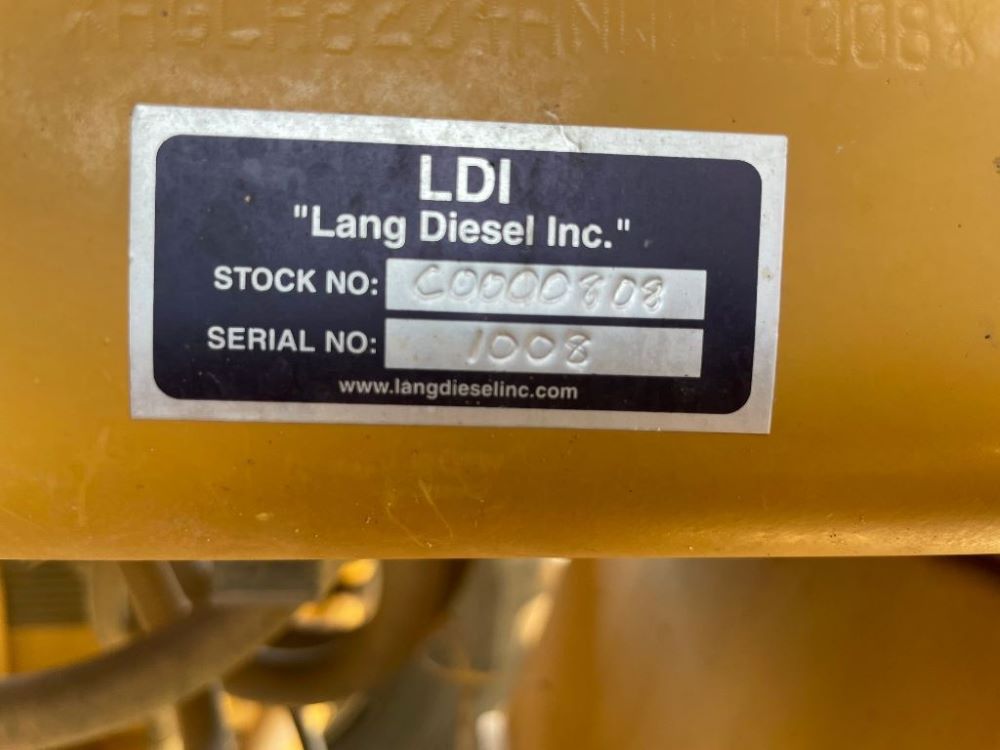 LDI
"Lang Diesel Inc."
STOCK NO: C0000808
SERIAL NO: 1008
www.langdieselinc.com